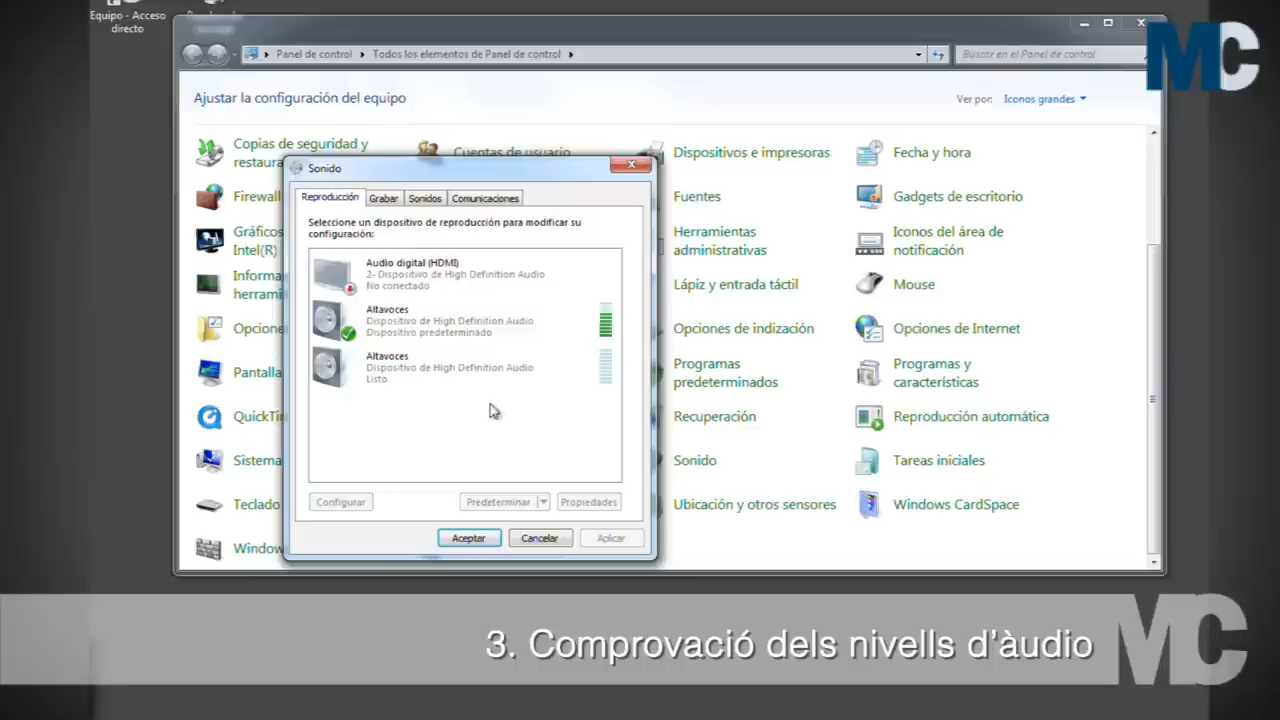 Equipo - Acceso
directo
Panel de control
Todos los elementos de Panel de control
Buscar en el Panel de control
MC
Ajustar la configuración del equipo
Ver por:
Iconos grandes
Copias de seguridad y
restaura
Cuentas de usuario
Dispositivos e impresoras
Fecha y hora
Firewall
Fuentes
Gadgets de escritorio
Gráficos
Intel(R)
Herramientas
administrativas
Iconos del área de
notificación
Informa
herrami
Lápiz y entrada táctil
Mouse
Opcione
Opciones de indización
Opciones de Internet
Pantalla
Programas
predeterminados
Programas y
características
QuickTin
Recuperación
Reproducción automática
Sistema
Sonido
Tareas iniciales
Teclado
Ubicación y otros sensores
Windows CardSpace
Window
Sonido
Reproducción
Grabar
Sonidos
Comunicaciones
Seleccione un dispositivo de reproducción para modificar su
configuración:
Audio digital (HDMI)
2- Dispositivo de High Definition Audio
No conectado
Altavoces
Dispositivo de High Definition Audio
Dispositivo predeterminado
Altavoces
Dispositivo de High Definition Audio
Listo
Configurar
Predeterminar
Propiedades
Aceptar
Cancelar
Aplicar
3. Comprovació dels nivells d'àudio
MC